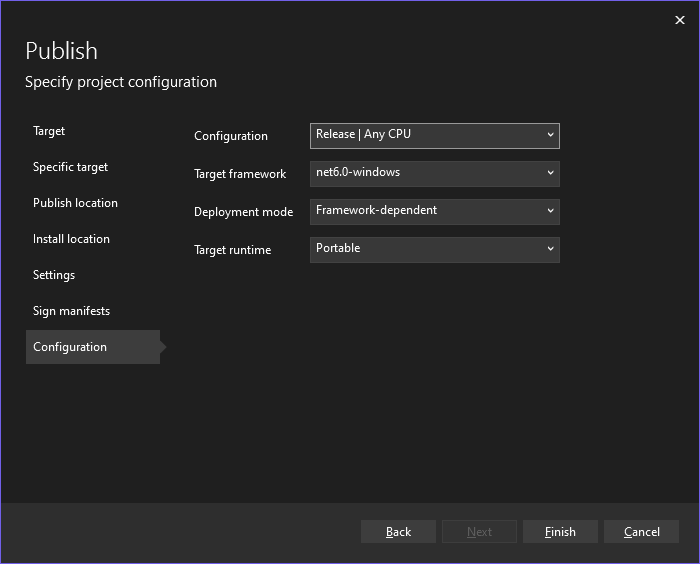 Publish
Specify project configuration
Target
Specific target
Publish location
Install location
Settings
Sign manifests
Configuration
Configuration Release | Any CPU
Target framework net6.0-windows
Deployment mode Framework-dependent
Target runtime Portable
Back Next Finish Cancel